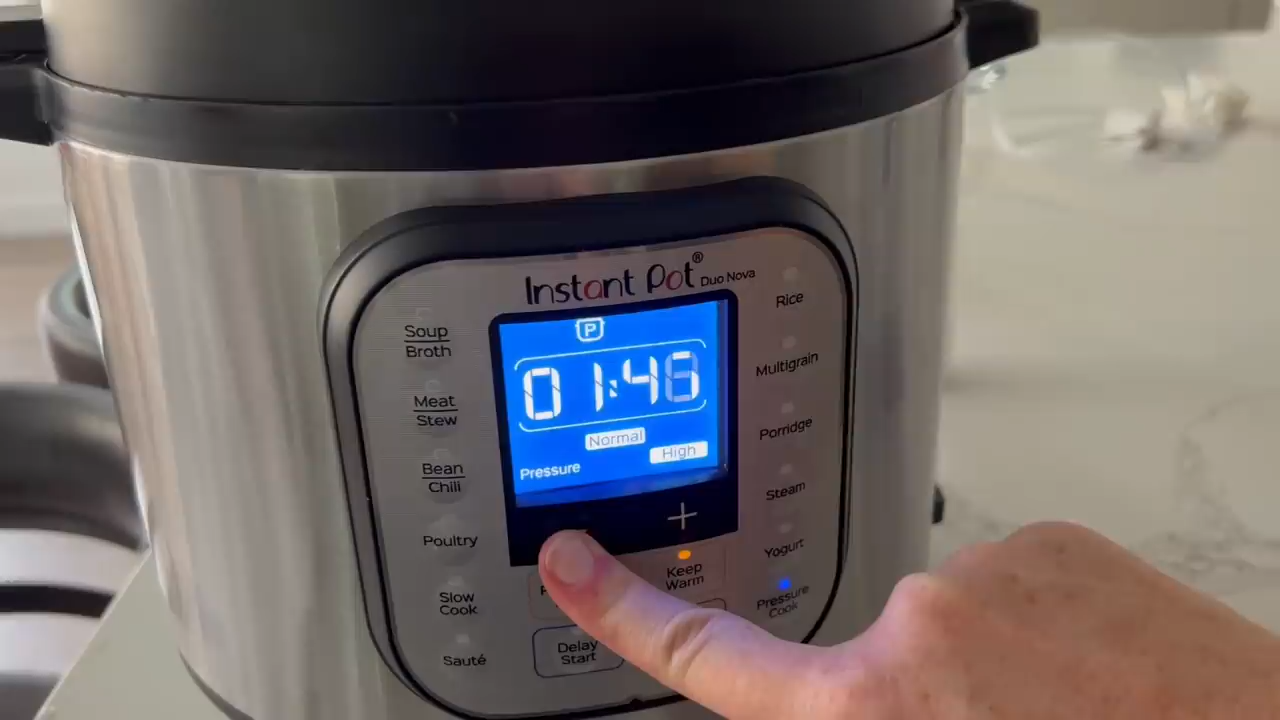 Instant Pot® Duo Nova
P
01:45
Normal
High
Pressure
+
Soup
Broth
Meat
Stew
Bean
Chili
Poultry
Slow
Cook
Sauté
Keep
Warm
Delay
Start
Rice
Multigrain
Porridge
Steam
Yogurt
Pressure
Cook